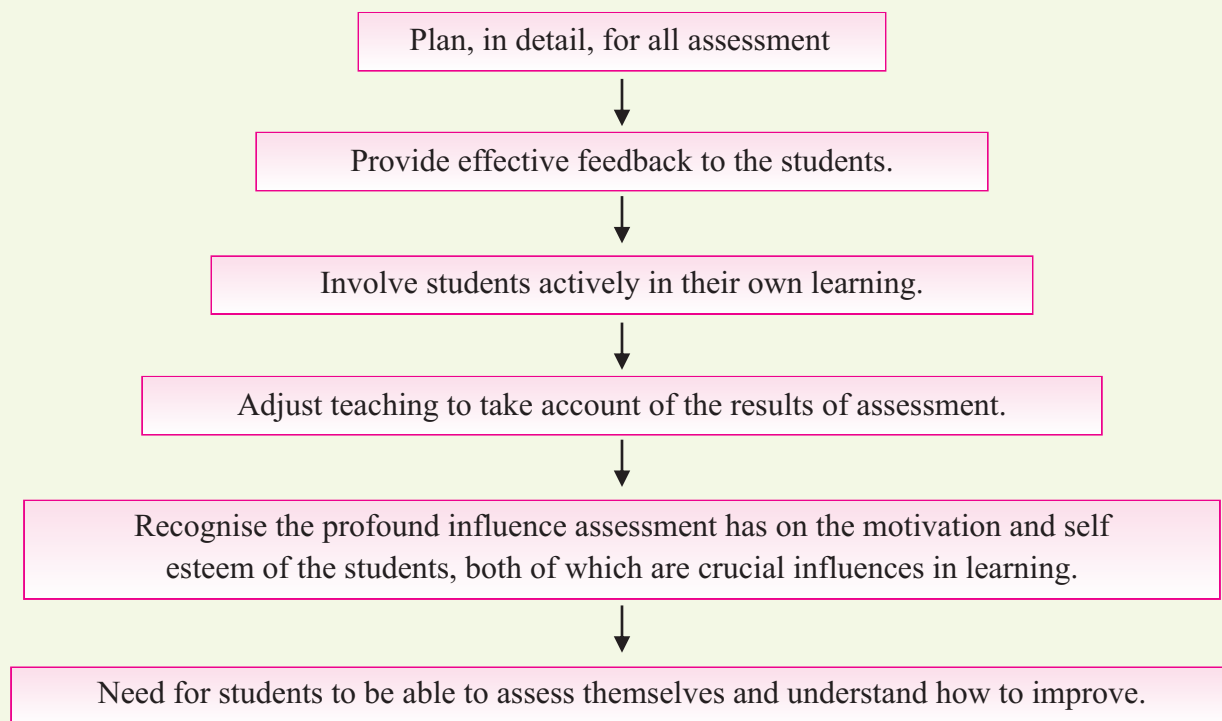 Plan, in detail, for all assessment
Provide effective feedback to the students.
Involve students actively in their own learning.
Adjust teaching to take account of the results of assessment.
Recognise the profound influence assessment has on the motivation and self
esteem of the students, both of which are crucial influences in learning.
Need for students to be able to assess themselves and understand how to improve.